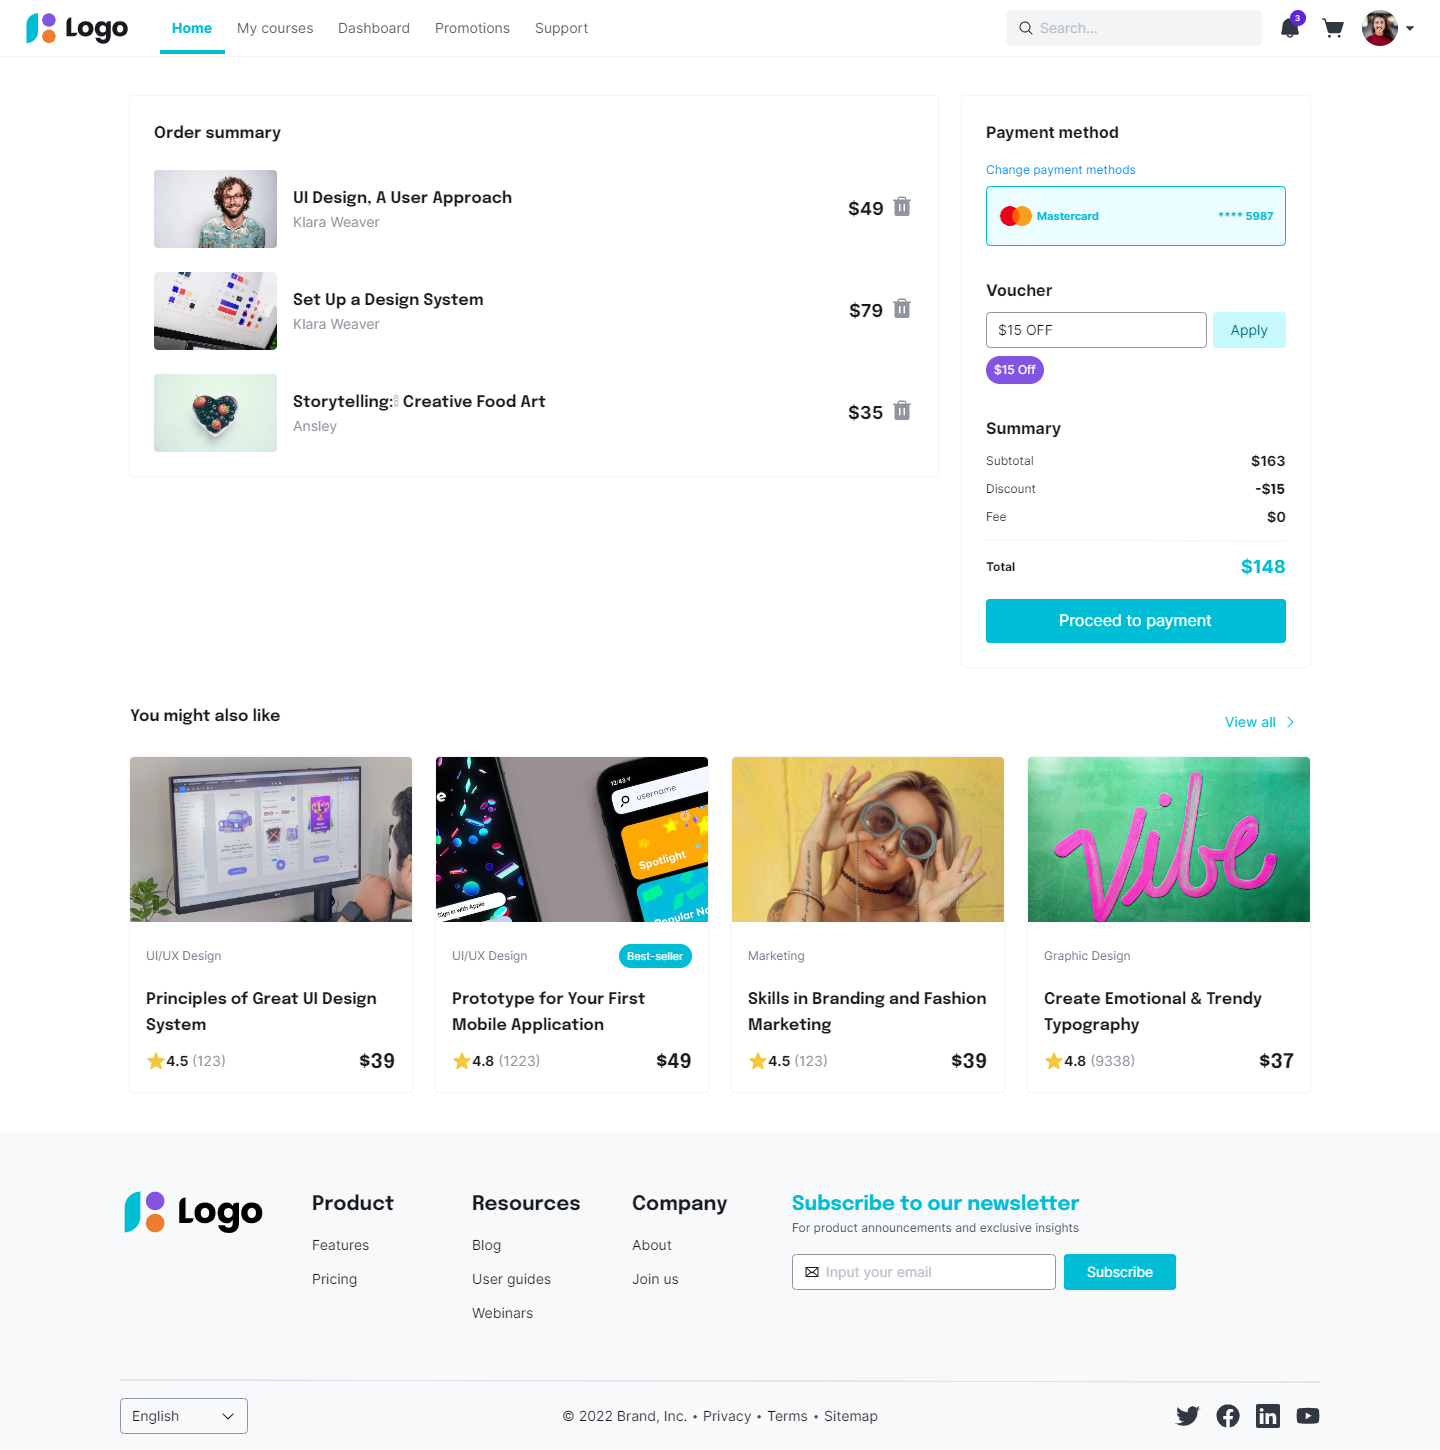 Logo
Home
My courses
Dashboard
Promotions
Support
Search...
3
Order summary
UI Design, A User Approach
Klara Weaver
$49
Set Up a Design System
Klara Weaver
$79
Storytelling: Creative Food Art
Ansley
$35
Payment method
Change payment methods
Mastercard
**** 5987
Voucher
$15 OFF
Apply
$15 Off
Summary
Subtotal
$163
Discount
-$15
Fee
$0
Total
$148
Proceed to payment
You might also like
View all
UI/UX Design
Principles of Great UI Design
System
4.5 (123)
$39
username
Spotlight
Sign in with Apple
UI/UX Design
Best-seller
Prototype for Your First
Mobile Application
4.8 (1223)
$49
Marketing
Skills in Branding and Fashion
Marketing
4.5 (123)
$39
Vibe
Graphic Design
Create Emotional & Trendy
Typography
4.8 (9338)
$37
Logo
Product
Features
Pricing
Resources
Blog
User guides
Webinars
Company
About
Join us
Subscribe to our newsletter
For product announcements and exclusive insights
Input your email
Subscribe
English
© 2022 Brand, Inc. • Privacy • Terms • Sitemap